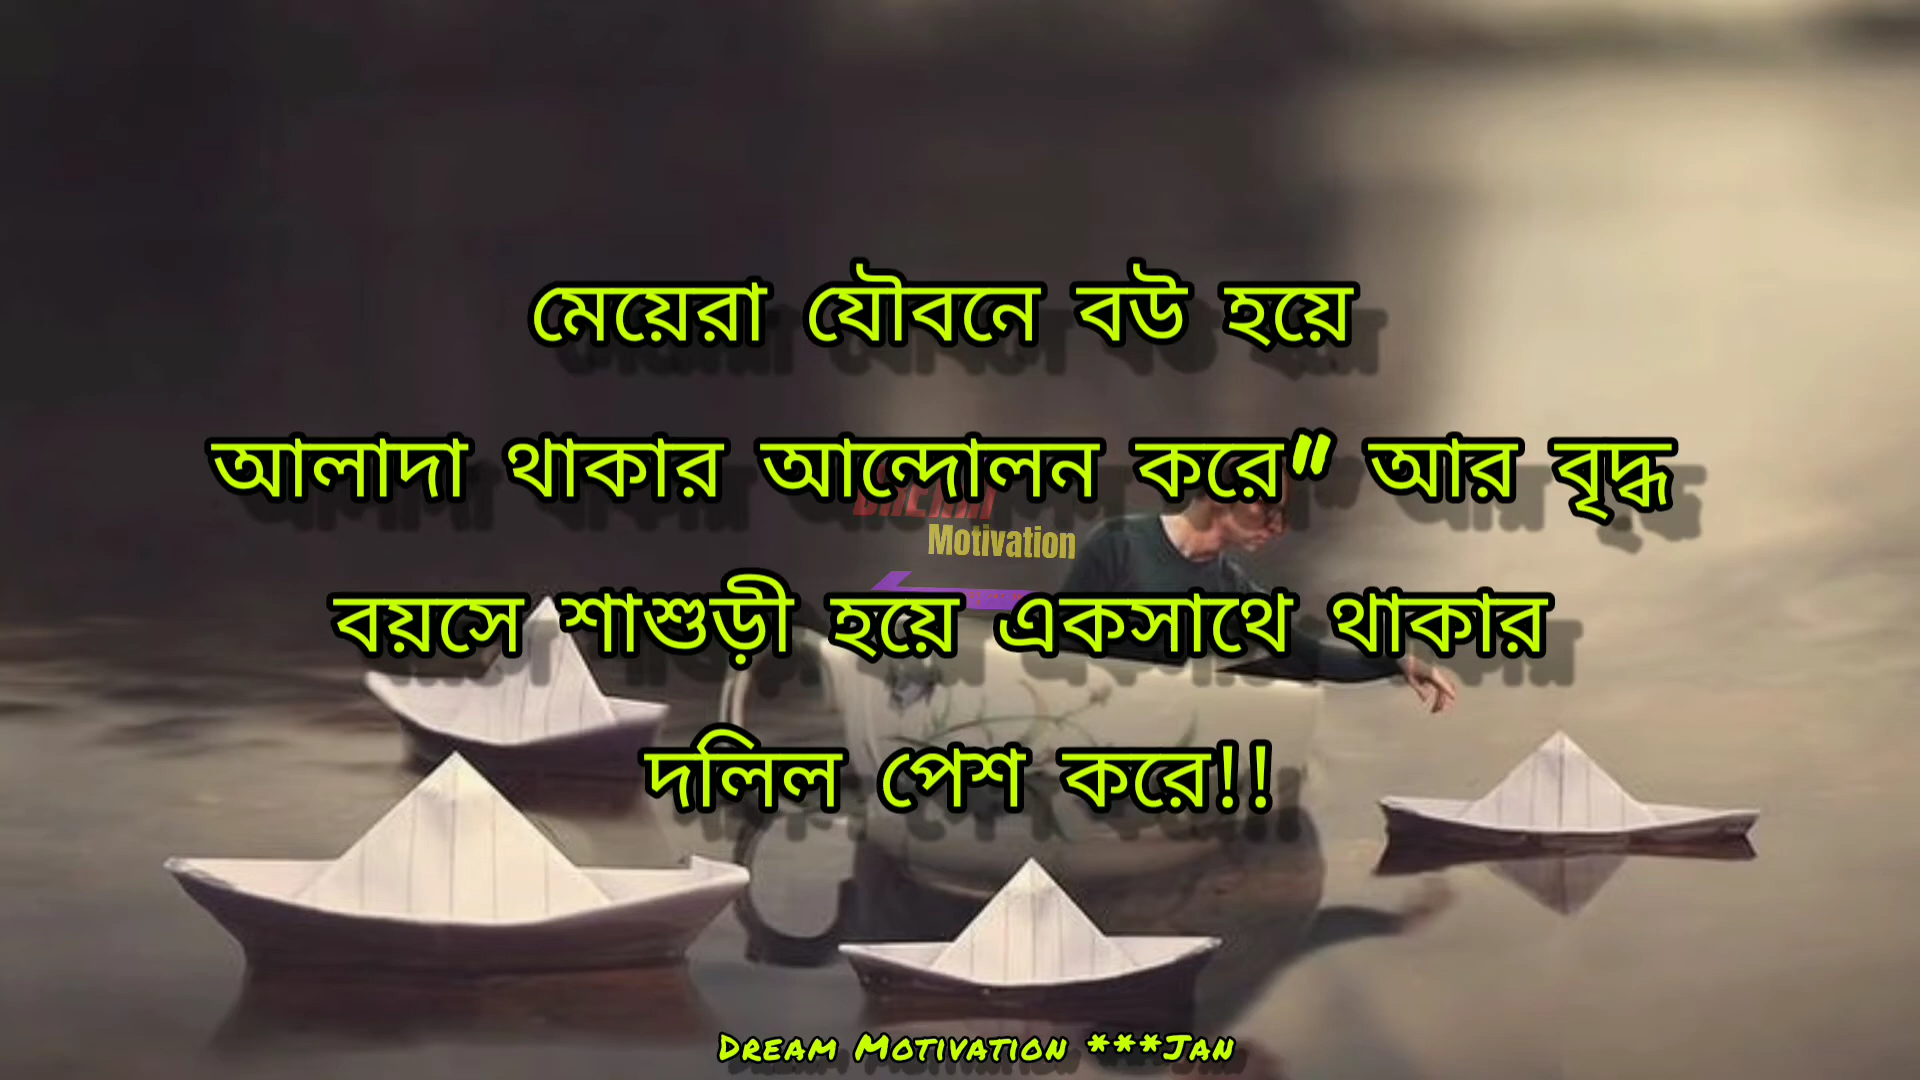 মেয়েরা যৌবনে বউ হয়ে
আলাদা থাকার আন্দোলন করে" আর বৃদ্ধ
Motivation
বয়সে শাশুড়ী হয়ে একসাথে থাকার
দলিল পেশ করে!!
Dream Motivation ***Jan